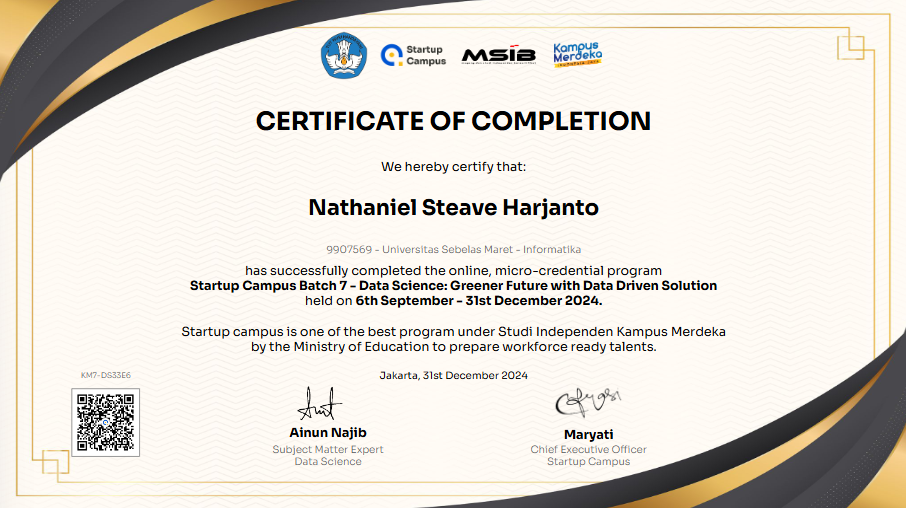 Startup
Campus
MSIB
Kampus
Merdeka
INDONESIA JAYA
CERTIFICATE OF COMPLETION
We hereby certify that:
Nathaniel Steave Harjanto
9907569 - Universitas Sebelas Maret - Informatika
has successfully completed the online, micro-credential program
Startup Campus Batch 7 - Data Science: Greener Future with Data Driven Solution
held on 6th September - 31st December 2024.
Startup campus is one of the best program under Studi Independen Kampus Merdeka
by the Ministry of Education to prepare workforce ready talents.
KM7-DS33E6
Jakarta, 31st December 2024
Ainun Najib
Subject Matter Expert
Data Science
Maryati
Chief Executive Officer
Startup Campus